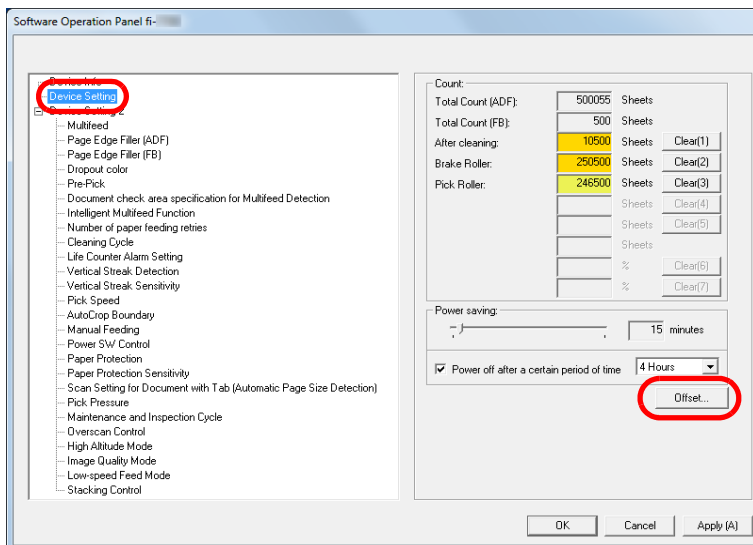 Software Operation Panel fi-
Device Info
Device Setting
Device Setting 2
Multifeed
Page Edge Filler (ADF)
Page Edge Filler (FB)
Dropout color
Pre-Pick
Document check area specification for Multifeed Detection
Intelligent Multifeed Function
Number of paper feeding retries
Cleaning Cycle
Life Counter Alarm Setting
Vertical Streak Detection
Vertical Streak Sensitivity
Pick Speed
AutoCrop Boundary
Manual Feeding
Power SW Control
Paper Protection
Paper Protection Sensitivity
Scan Setting for Document with Tab (Automatic Page Size Detection)
Pick Pressure
Maintenance and Inspection Cycle
Overscan Control
High Altitude Mode
Image Quality Mode
Low-speed Feed Mode
Stacking Control
Count:
Total Count (ADF): 500055 Sheets
Total Count (FB): 500 Sheets
After cleaning: 10500 Sheets Clear(1)
Brake Roller: 250500 Sheets Clear(2)
Pick Roller: 246500 Sheets Clear(3)
Sheets Clear(4)
Sheets Clear(5)
Sheets
% Clear(6)
% Clear(7)
Power saving:
15 minutes
Power off after a certain period of time 4 Hours
Offset...
OK Cancel Apply (A)